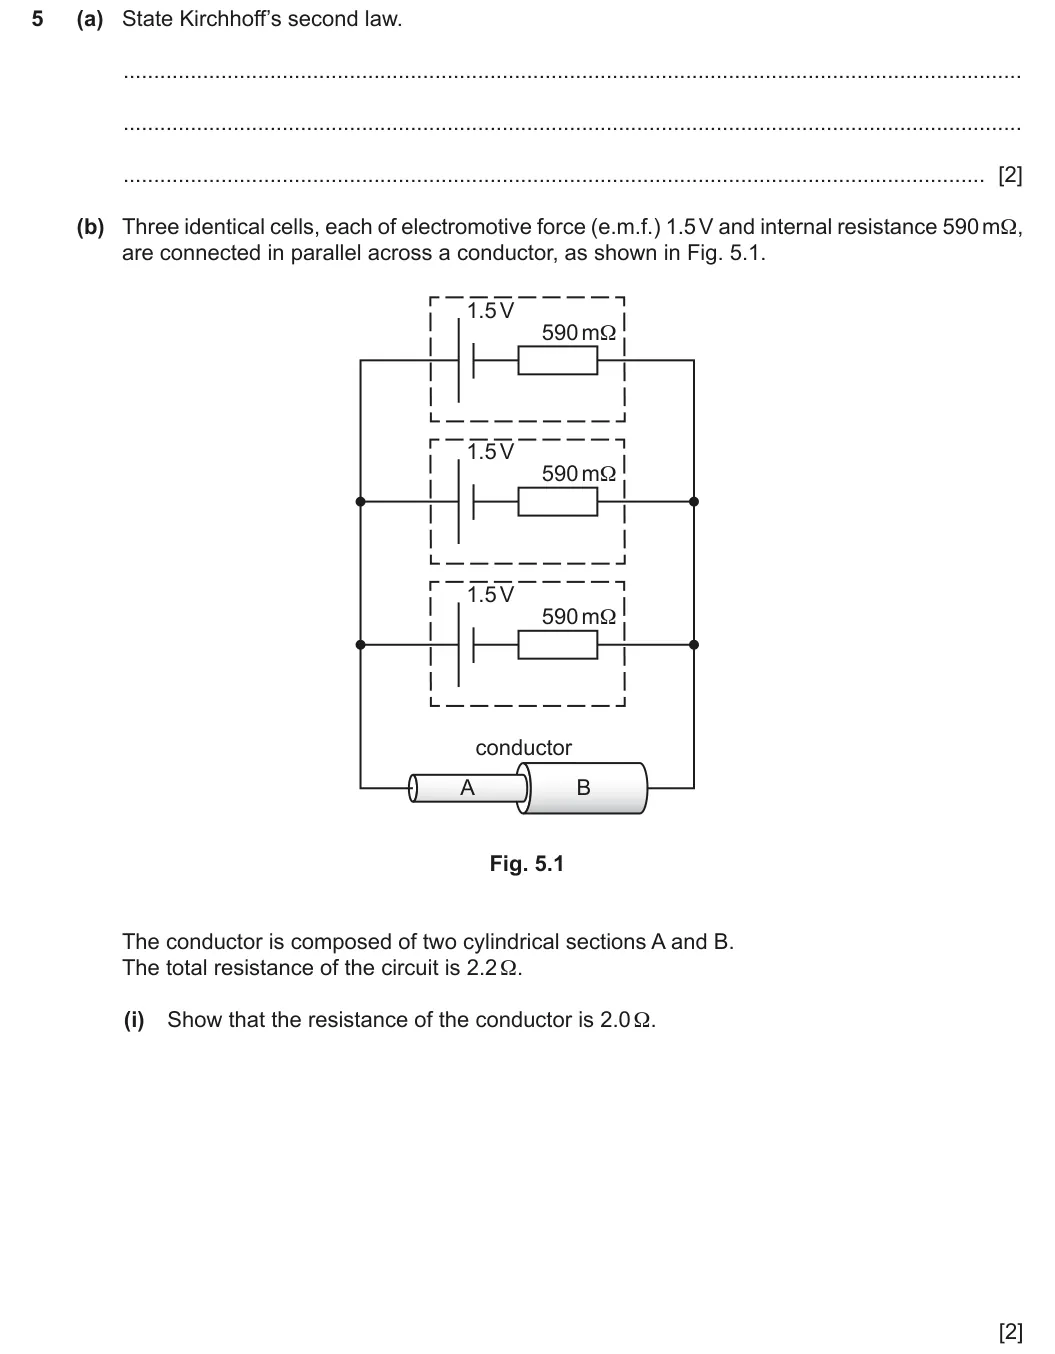 5 (a) State Kirchhoff’s second law.
..........................................................................................................................................................
..........................................................................................................................................................
.................................................................................................................................................... [2]
(b) Three identical cells, each of electromotive force (e.m.f.) 1.5 V and internal resistance 590 mΩ,
are connected in parallel across a conductor, as shown in Fig. 5.1.
1.5 V
590 mΩ
1.5 V
590 mΩ
1.5 V
590 mΩ
conductor
A B
Fig. 5.1
The conductor is composed of two cylindrical sections A and B.
The total resistance of the circuit is 2.2 Ω.
(i) Show that the resistance of the conductor is 2.0 Ω.
[2]